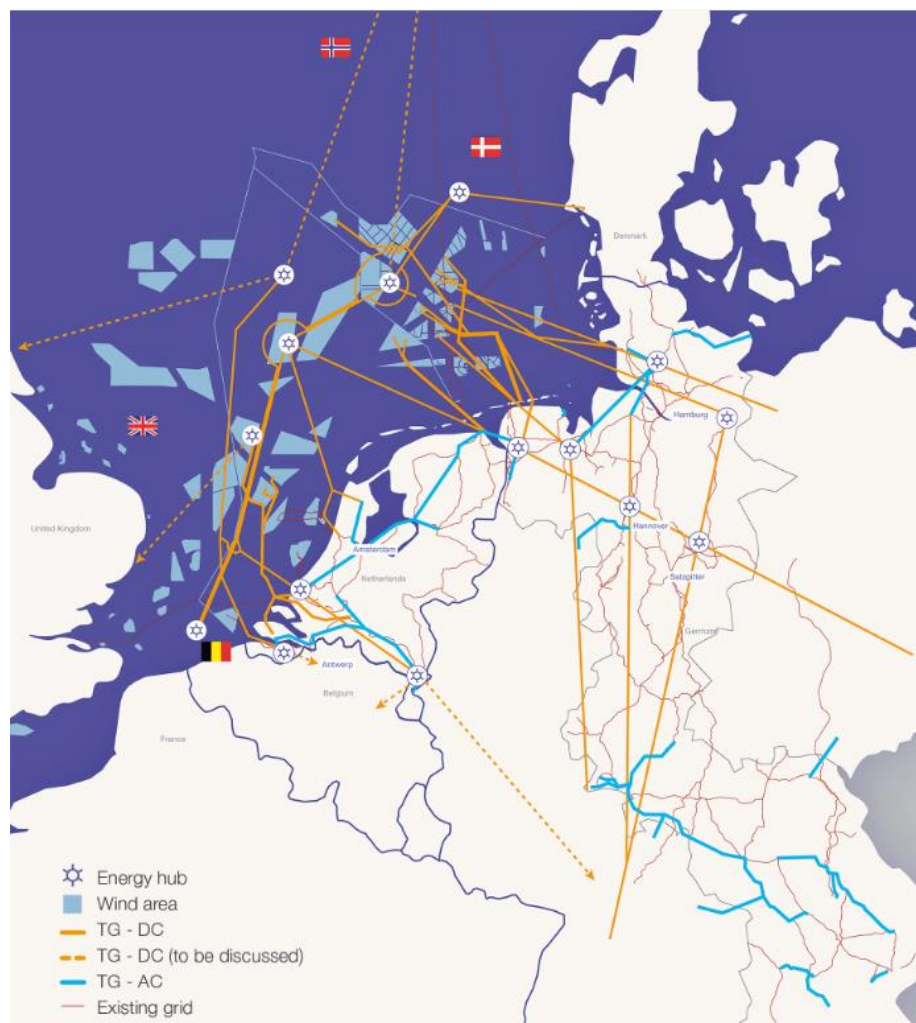 Denmark
Hamburg
United Kingdom
Hannover
Amsterdam
Netherlands
Salzgitter
Germany
Antwerp
Belgium
France
Energy hub
Wind area
TG - DC
TG - DC (to be discussed)
TG - AC
Existing grid